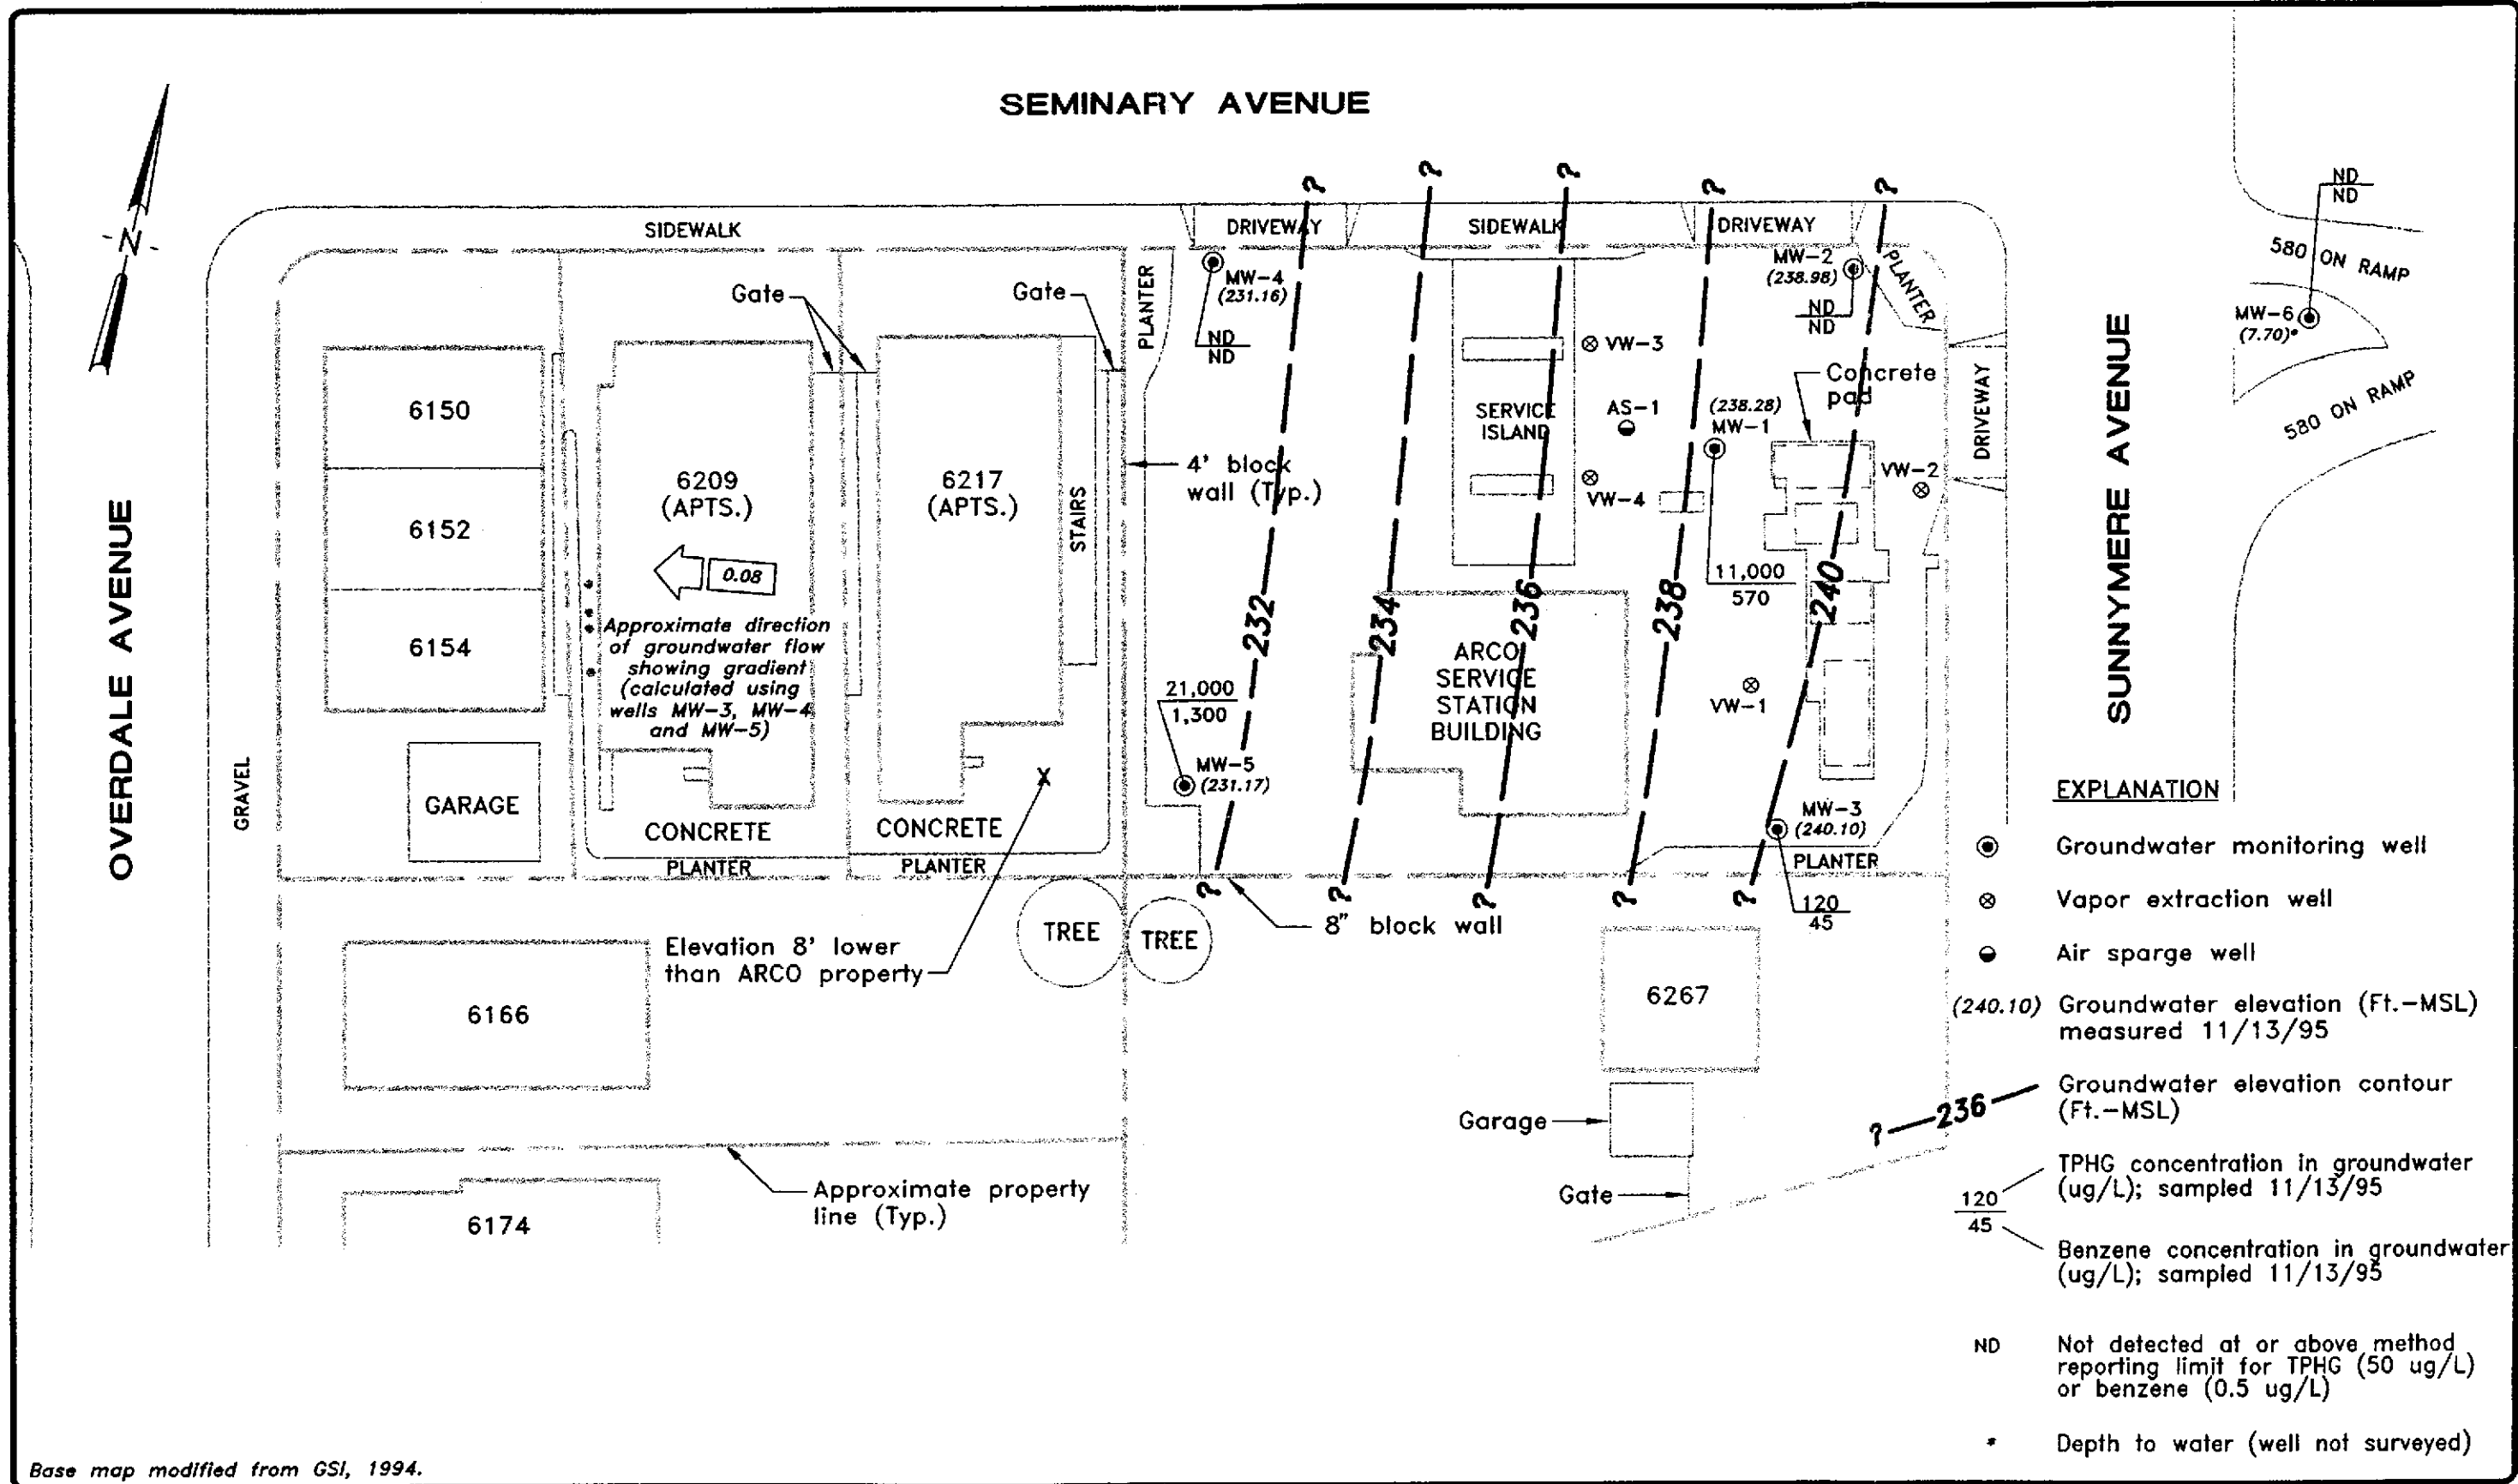 SEMINARY AVENUE
N
SIDEWALK
DRIVEWAY
SIDEWALK
DRIVEWAY
?
?
?
?
?
ND
ND
580 ON RAMP
580 ON RAMP
MW-6
(7.70)*
Gate
Gate
PLANTER
MW-4
(231.16)
ND
ND
MW-2
(238.98)
ND
ND
PLANTER
VW-3
Concrete
pad
6150
6152
6154
6209
(APTS.)
6217
(APTS.)
STAIRS
4' block
wall (Typ.)
SERVICE
ISLAND
AS-1
(238.28)
MW-1
VW-4
VW-2
DRIVEWAY
SUNNYMERE AVENUE
OVERDALE AVENUE
GRAVEL
0.08
Approximate direction
of groundwater flow
showing gradient
(calculated using
wells MW-3, MW-4
and MW-5)
11,000
570
232
234
236
238
240
21,000
1,300
MW-5
(231.17)
ARCO
SERVICE
STATION
BUILDING
VW-1
MW-3
(240.10)
120
45
GARAGE
CONCRETE
CONCRETE
X
PLANTER
PLANTER
PLANTER
?
?
?
?
?
8" block wall
TREE
TREE
Elevation 8' lower
than ARCO property
6166
6267
Garage
Gate
Approximate property
line (Typ.)
6174
EXPLANATION
Groundwater monitoring well
Vapor extraction well
Air sparge well
(240.10) Groundwater elevation (Ft.-MSL)
measured 11/13/95
? 236 Groundwater elevation contour
(Ft.-MSL)
120 TPHG concentration in groundwater
(ug/L); sampled 11/13/95
45 Benzene concentration in groundwater
(ug/L); sampled 11/13/95
ND Not detected at or above method
reporting limit for TPHG (50 ug/L)
or benzene (0.5 ug/L)
* Depth to water (well not surveyed)
Base map modified from GSI, 1994.